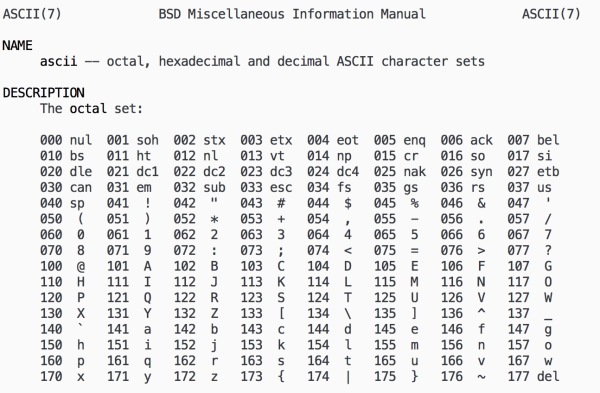 ASCII(7)             BSD Miscellaneous Information Manual             ASCII(7)
NAME
     ascii -- octal, hexadecimal and decimal ASCII character sets
DESCRIPTION
     The octal set:
     000 nul  001 soh  002 stx  003 etx  004 eot  005 enq  006 ack  007 bel
     010 bs   011 ht   012 nl   013 vt   014 np   015 cr   016 so   017 si
     020 dle  021 dc1  022 dc2  023 dc3  024 dc4  025 nak  026 syn  027 etb
     030 can  031 em   032 sub  033 esc  034 fs   035 gs   036 rs   037 us
     040 sp   041  !   042  "   043  #   044  $   045  %   046  &   047  '
     050  (   051  )   052  *   053  +   054  ,   055  -   056  .   057  /
     060  0   061  1   062  2   063  3   064  4   065  5   066  6   067  7
     070  8   071  9   072  :   073  ;   074  <   075  =   076  >   077  ?
     100  @   101  A   102  B   103  C   104  D   105  E   106  F   107  G
     110  H   111  I   112  J   113  K   114  L   115  M   116  N   117  O
     120  P   121  Q   122  R   123  S   124  T   125  U   126  V   127  W
     130  X   131  Y   132  Z   133  [   134  \   135  ]   136  ^   137  _
     140  `   141  a   142  b   143  c   144  d   145  e   146  f   147  g
     150  h   151  i   152  j   153  k   154  l   155  m   156  n   157  o
     160  p   161  q   162  r   163  s   164  t   165  u   166  v   167  w
     170  x   171  y   172  z   173  {   174  |   175  }   176  ~   177 del